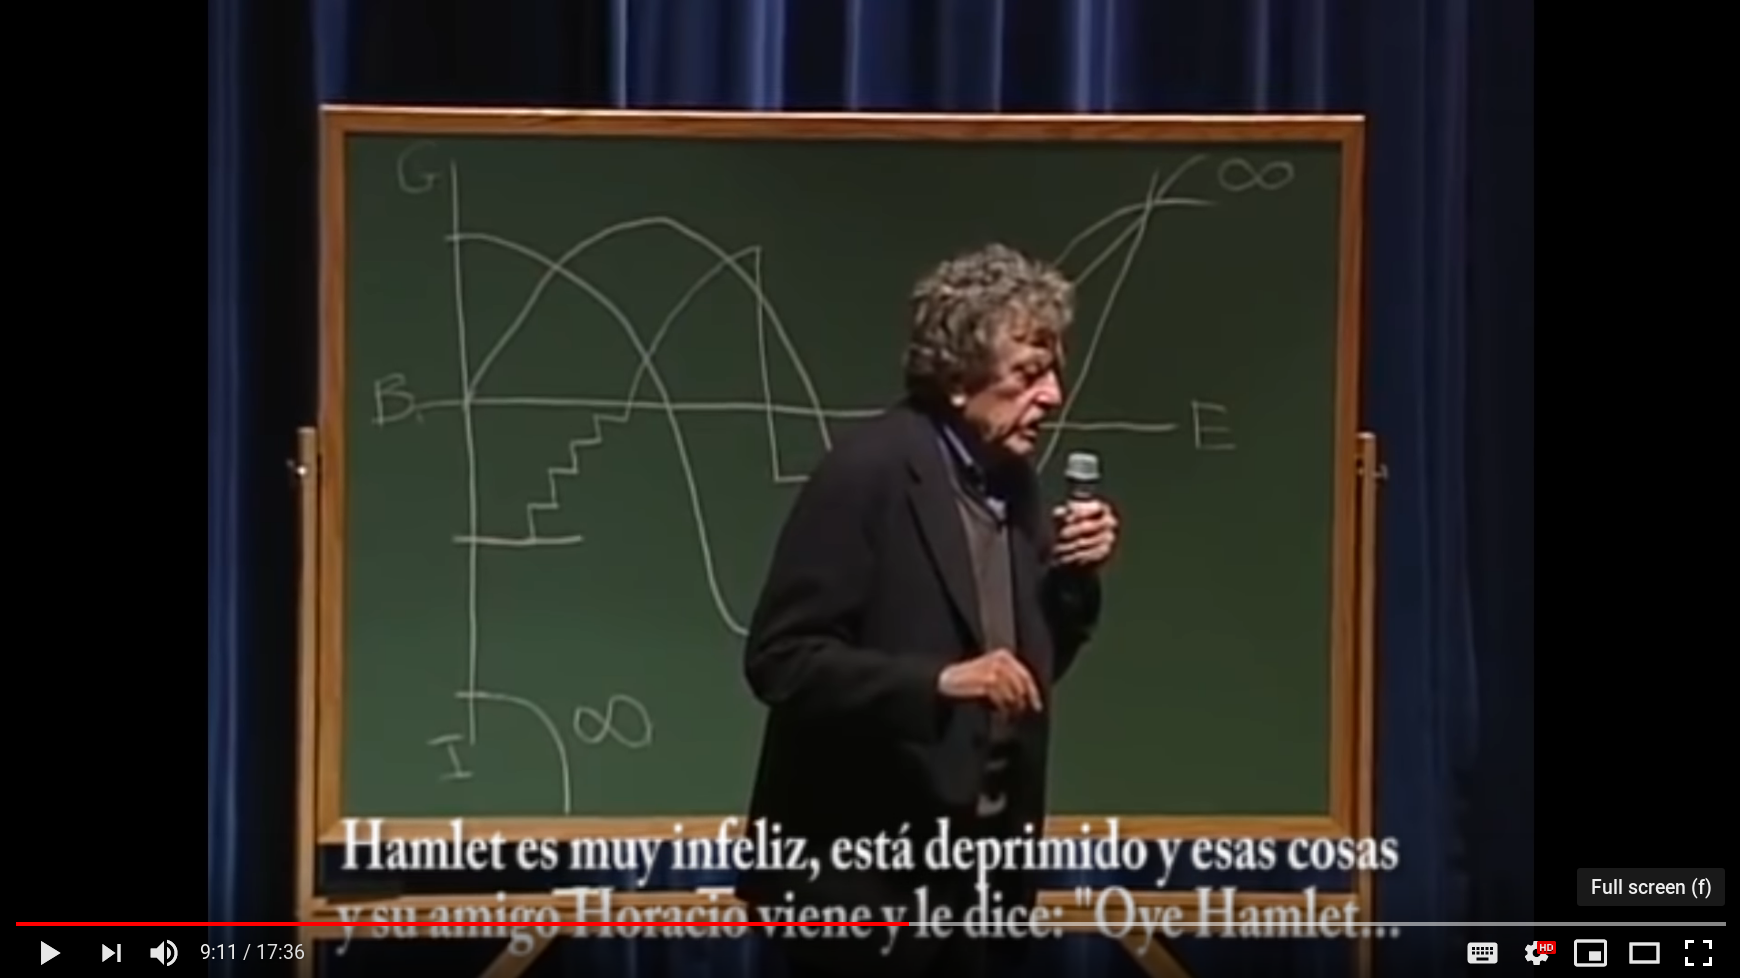 G
∞
B
E
I
∞
Hamlet es muy infeliz, está deprimido y esas cosas
y su amigo Horacio viene y le dice: "Oye Hamlet...
Full screen (f)
9:11 / 17:36
HD